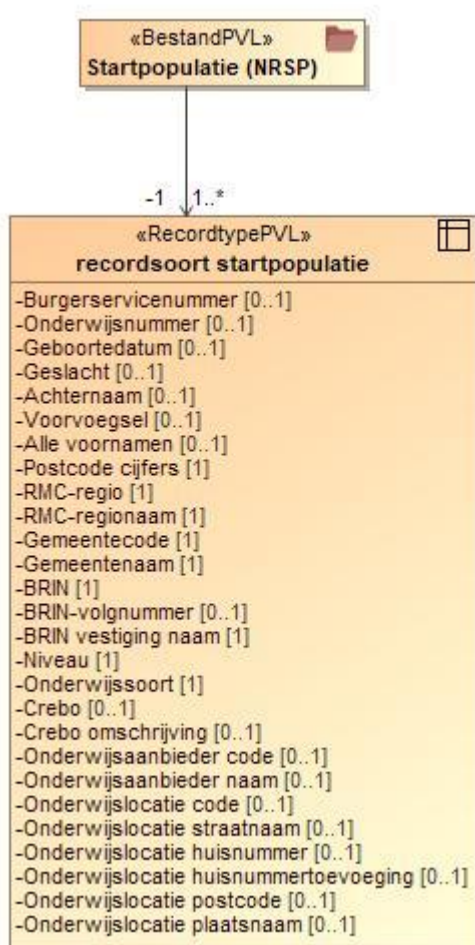 «BestandPVL»
Startpopulatie (NRSP)
-1 1..*
«RecordtypePVL»
recordsoort startpopulatie
-Burgerservicenummer [0..1]
-Onderwijsnummer [0..1]
-Geboortedatum [0..1]
-Geslacht [0..1]
-Achternaam [0..1]
-Voorvoegsel [0..1]
-Alle voornamen [0..1]
-Postcode cijfers [1]
-RMC-regio [1]
-RMC-regionaam [1]
-Gemeentecode [1]
-Gemeentenaam [1]
-BRIN [1]
-BRIN-volgnummer [0..1]
-BRIN vestiging naam [1]
-Niveau [1]
-Onderwijssoort [1]
-Crebo [0..1]
-Crebo omschrijving [0..1]
-Onderwijsaanbieder code [0..1]
-Onderwijsaanbieder naam [0..1]
-Onderwijslocatie code [0..1]
-Onderwijslocatie straatnaam [0..1]
-Onderwijslocatie huisnummer [0..1]
-Onderwijslocatie huisnummertoevoeging [0..1]
-Onderwijslocatie postcode [0..1]
-Onderwijslocatie plaatsnaam [0..1]